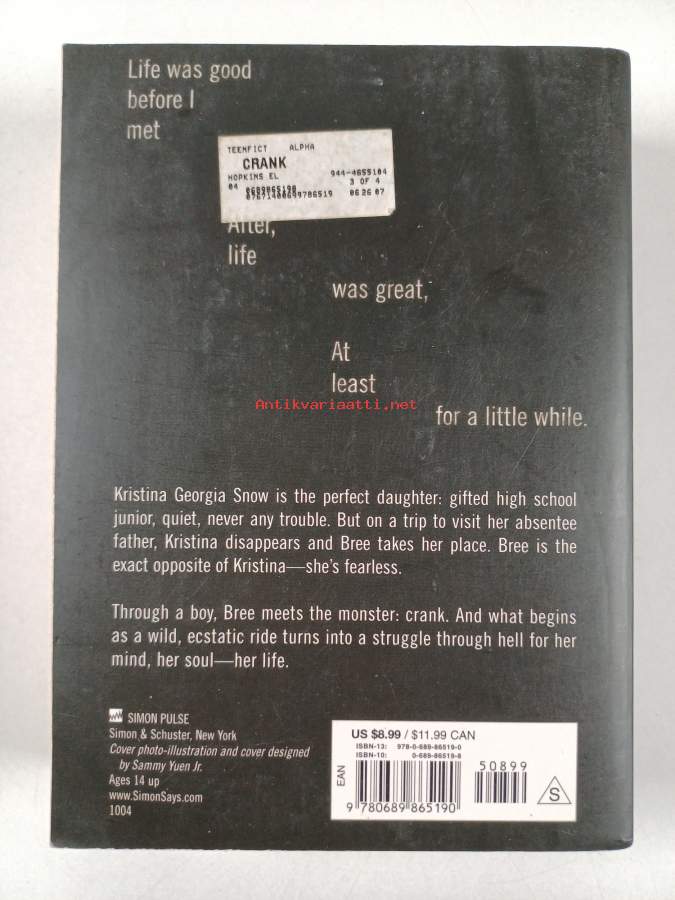 Life was good
before I
met
TEENFICT ALPHA
CRANK
HOPKINS EL 944-4655104
04 3 OF 4
0689865198
07671400699786519 06 26 07
After,
life
was great,
At
least
Antikvariaatti.net
for a little while.
Kristina Georgia Snow is the perfect daughter: gifted high school
junior, quiet, never any trouble. But on a trip to visit her absentee
father, Kristina disappears and Bree takes her place. Bree is the
exact opposite of Kristina—she's fearless.
Through a boy, Bree meets the monster: crank. And what begins
as a wild, ecstatic ride turns into a struggle through hell for her
mind, her soul—her life.
SIMON PULSE
Simon & Schuster, New York
Cover photo-illustration and cover designed
by Sammy Yuen Jr.
Ages 14 up
www.SimonSays.com
1004
US $8.99 / $11.99 CAN
ISBN-13: 978-0-689-86519-0
ISBN-10: 0-689-86519-8
50899
EAN
9 780689 865190
S